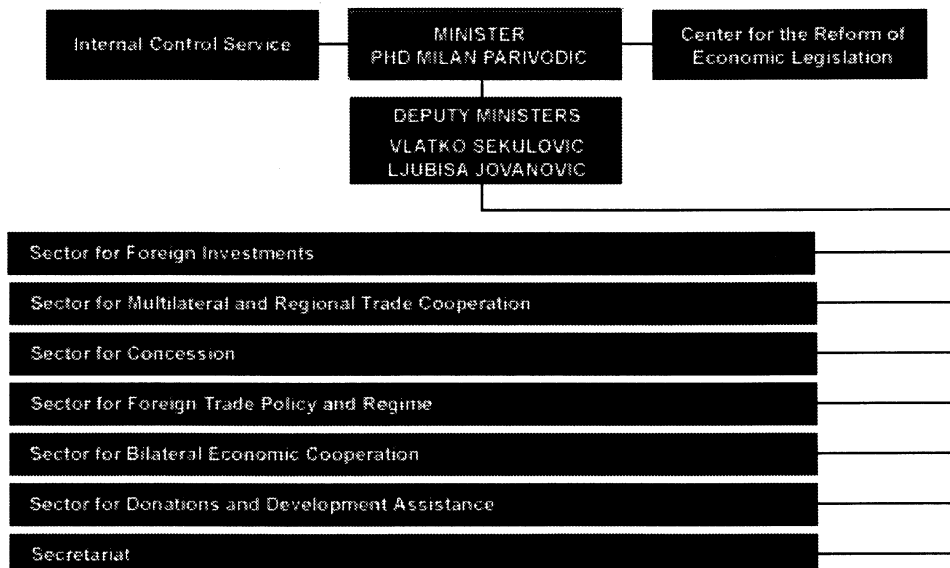 Internal Control Service
MINISTER
PHD MILAN PARIVODIC
Center for the Reform of
Economic Legislation
DEPUTY MINISTERS
VLATKO SEKULOVIC
LJUBISA JOVANOVIC
Sector for Foreign Investments
Sector for Multilateral and Regional Trade Cooperation
Sector for Concession
Sector for Foreign Trade Policy and Regime
Sector for Bilateral Economic Cooperation
Sector for Donations and Development Assistance
Secretariat